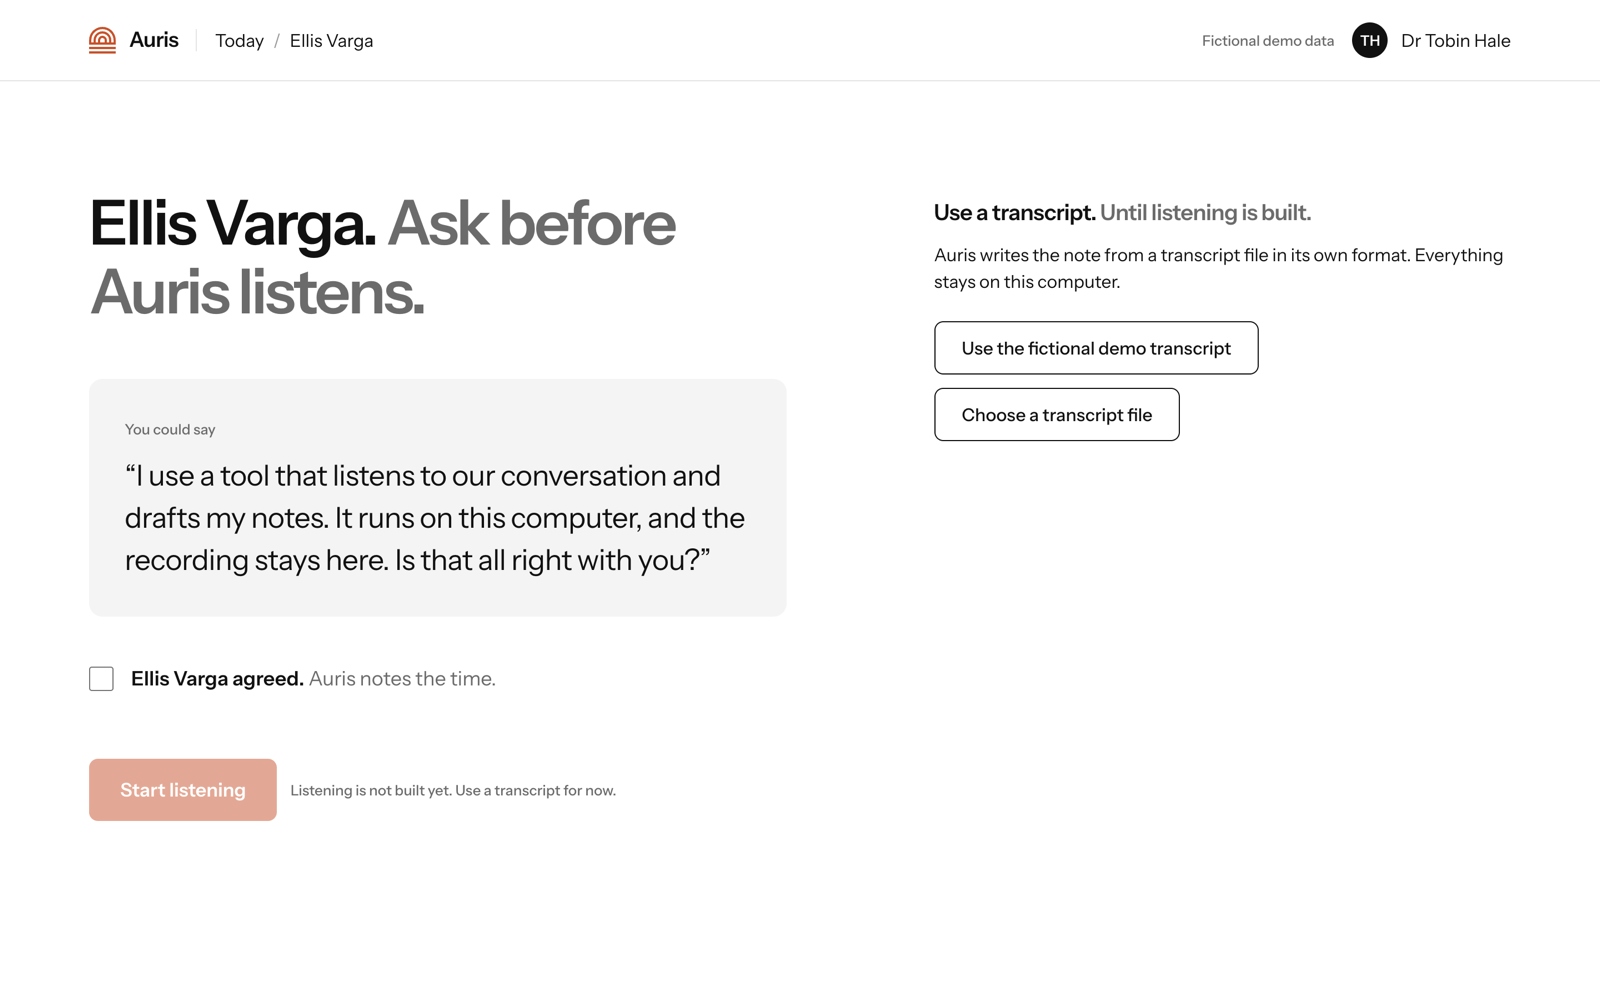 Auris
Today / Ellis Varga
Fictional demo data
TH
Dr Tobin Hale
Ellis Varga. Ask before
Auris listens.
You could say
“I use a tool that listens to our conversation and
drafts my notes. It runs on this computer, and the
recording stays here. Is that all right with you?”
Ellis Varga agreed. Auris notes the time.
Start listening
Listening is not built yet. Use a transcript for now.
Use a transcript. Until listening is built.
Auris writes the note from a transcript file in its own format. Everything
stays on this computer.
Use the fictional demo transcript
Choose a transcript file